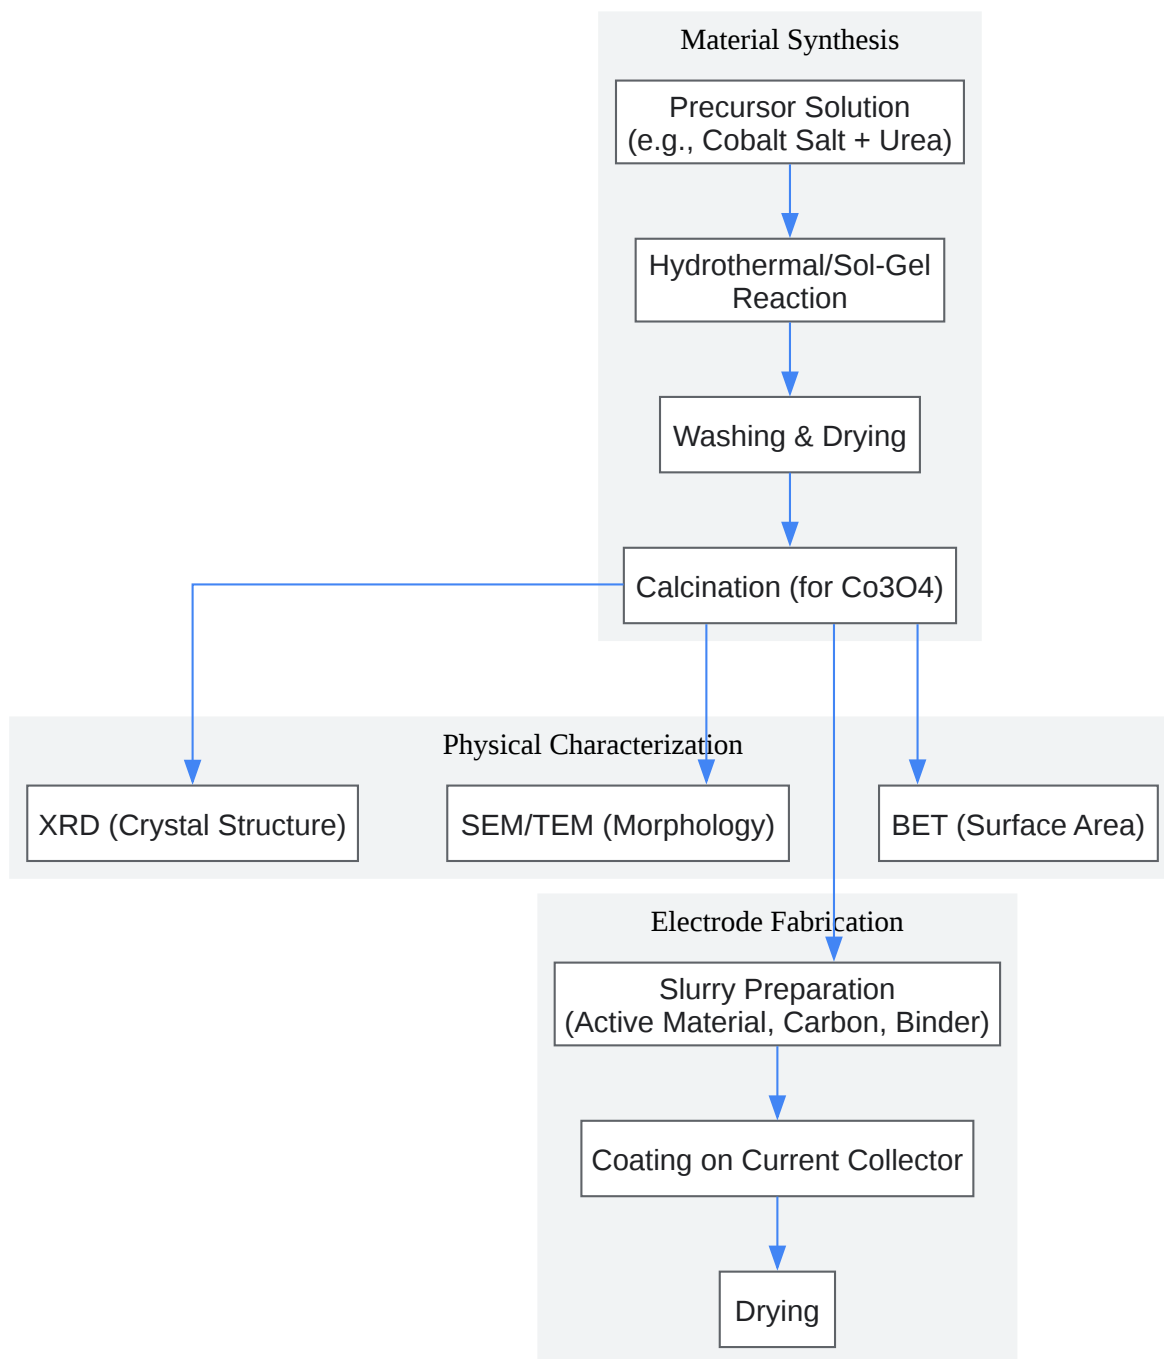 Material Synthesis
Precursor Solution
(e.g., Cobalt Salt + Urea)
Hydrothermal/Sol-Gel
Reaction
Washing & Drying
Calcination (for Co3O4)
Physical Characterization
XRD (Crystal Structure)
SEM/TEM (Morphology)
BET (Surface Area)
Electrode Fabrication
Slurry Preparation
(Active Material, Carbon, Binder)
Coating on Current Collector
Drying